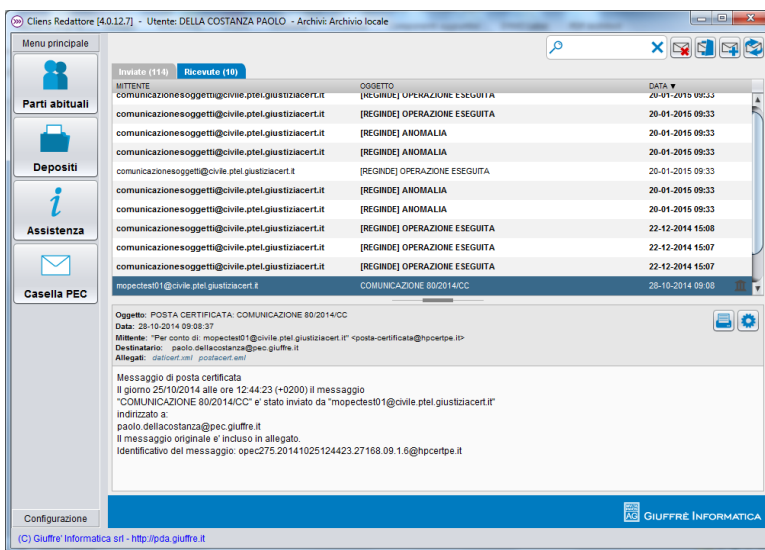 Cliens Redattore [4.0.12.7] - Utente: DELLA COSTANZA PAOLO - Archivi: Archivio locale
Menu principale
Parti abituali
Depositi
Assistenza
Casella PEC
Configurazione
Inviate (114) Ricevute (10)
MITTENTE OGGETTO DATA ▼
comunicazionesoggetti@civile.ptel.giustiziacert.it [REGINDE] OPERAZIONE ESEGUITA 20-01-2015 09:33
comunicazionesoggetti@civile.ptel.giustiziacert.it [REGINDE] OPERAZIONE ESEGUITA 20-01-2015 09:33
comunicazionesoggetti@civile.ptel.giustiziacert.it [REGINDE] ANOMALIA 20-01-2015 09:33
comunicazionesoggetti@civile.ptel.giustiziacert.it [REGINDE] ANOMALIA 20-01-2015 09:33
comunicazionesoggetti@civile.ptel.giustiziacert.it [REGINDE] OPERAZIONE ESEGUITA 20-01-2015 09:33
comunicazionesoggetti@civile.ptel.giustiziacert.it [REGINDE] ANOMALIA 20-01-2015 09:33
comunicazionesoggetti@civile.ptel.giustiziacert.it [REGINDE] ANOMALIA 20-01-2015 09:33
comunicazionesoggetti@civile.ptel.giustiziacert.it [REGINDE] OPERAZIONE ESEGUITA 22-12-2014 15:08
comunicazionesoggetti@civile.ptel.giustiziacert.it [REGINDE] OPERAZIONE ESEGUITA 22-12-2014 15:07
comunicazionesoggetti@civile.ptel.giustiziacert.it [REGINDE] OPERAZIONE ESEGUITA 22-12-2014 15:07
mopectest01@civile.ptel.giustiziacert.it COMUNICAZIONE 80/2014/CC 28-10-2014 09:08
Oggetto: POSTA CERTIFICATA: COMUNICAZIONE 80/2014/CC
Data: 28-10-2014 09:08:37
Mittente: "Per conto di: mopectest01@civile.ptel.giustiziacert.it" <posta-certificata@hpcertpe.it>
Destinatario: paolo.dellacostanza@pec.giuffre.it
Allegati: daticert.xml postacert.eml
Messaggio di posta certificata
Il giorno 25/10/2014 alle ore 12:44:23 (+0200) il messaggio
"COMUNICAZIONE 80/2014/CC" e' stato inviato da "mopectest01@civile.ptel.giustiziacert.it"
indirizzato a:
paolo.dellacostanza@pec.giuffre.it
Il messaggio originale e' incluso in allegato.
Identificativo del messaggio: opec275.20141025124423.27168.09.1.6@hpcertpe.it
AG GIUFFRÈ INFORMATICA
(C) Giuffre' Informatica srl - http://pda.giuffre.it